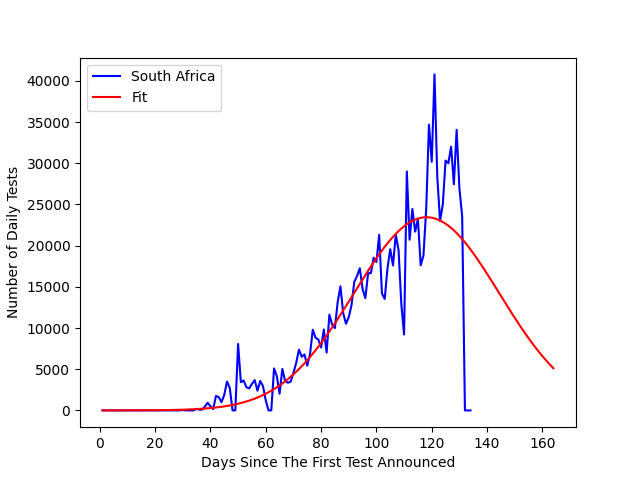 South Africa
Fit
Number of Daily Tests
40000
35000
30000
25000
20000
15000
10000
5000
0
0 20 40 60 80 100 120 140 160
Days Since The First Test Announced